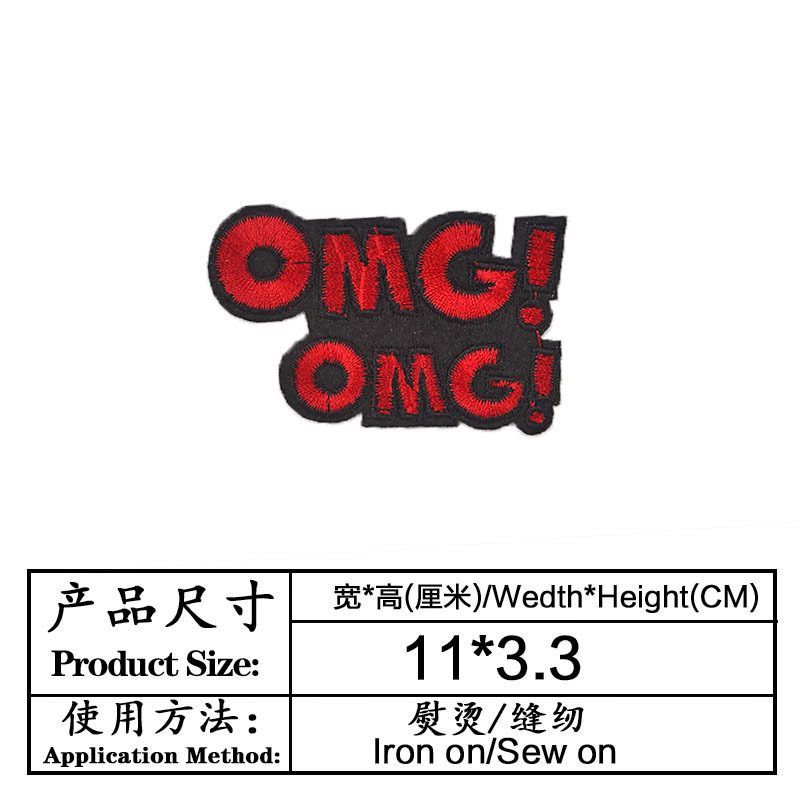 OMG!
OMG!
产品尺寸
Product Size:
宽*高(厘米)/Wedth*Height(CM)
11*3.3
使用方法:
Application Method:
熨烫/缝纫
Iron on/Sew on